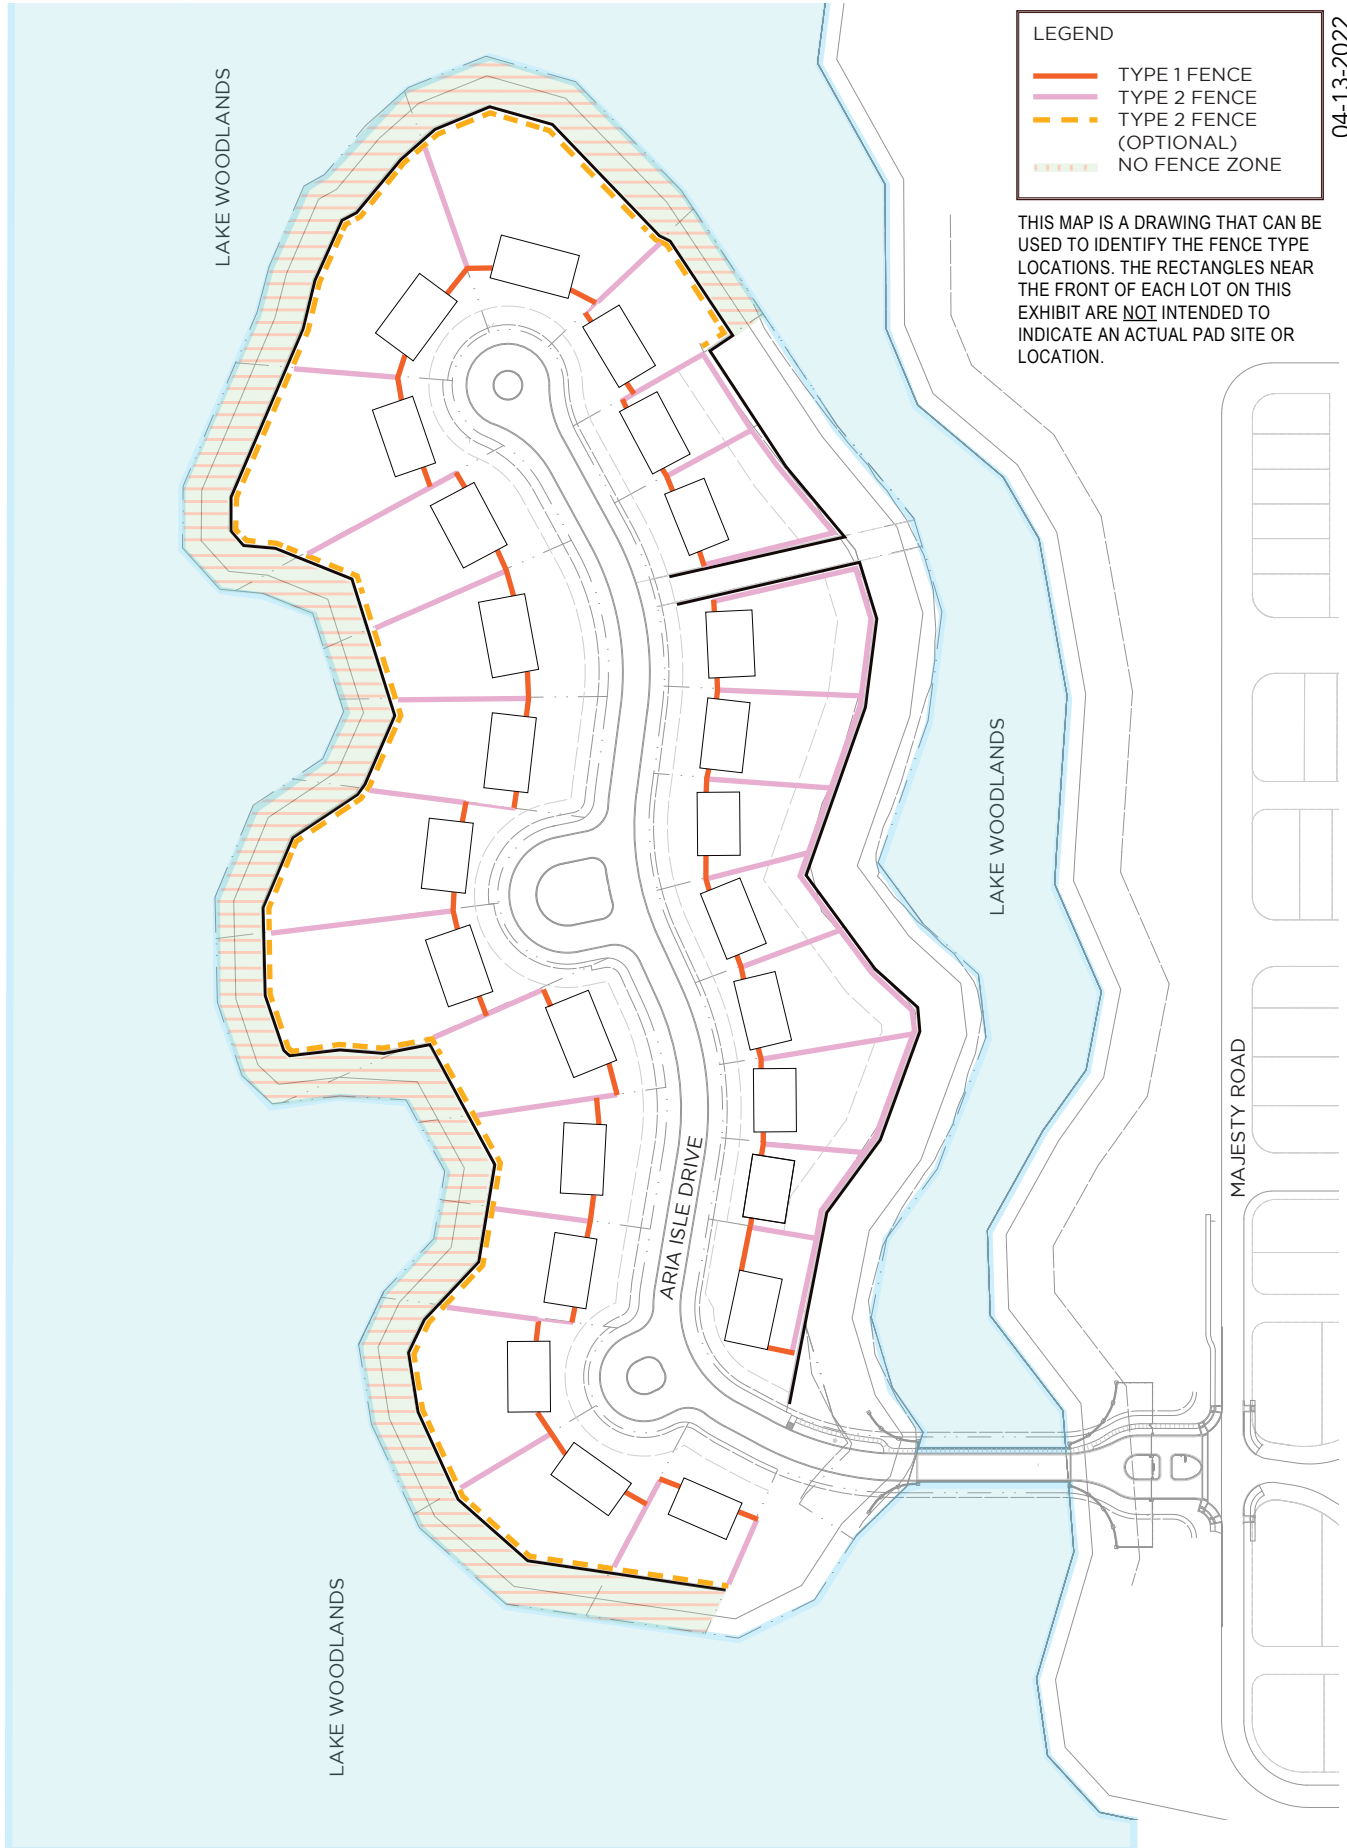 LEGEND
TYPE 1 FENCE
TYPE 2 FENCE
TYPE 2 FENCE
(OPTIONAL)
NO FENCE ZONE
04-13-2022
THIS MAP IS A DRAWING THAT CAN BE
USED TO IDENTIFY THE FENCE TYPE
LOCATIONS. THE RECTANGLES NEAR
THE FRONT OF EACH LOT ON THIS
EXHIBIT ARE NOT INTENDED TO
INDICATE AN ACTUAL PAD SITE OR
LOCATION.
LAKE WOODLANDS
LAKE WOODLANDS
MAJESTY ROAD
ARIA ISLE DRIVE
LAKE WOODLANDS